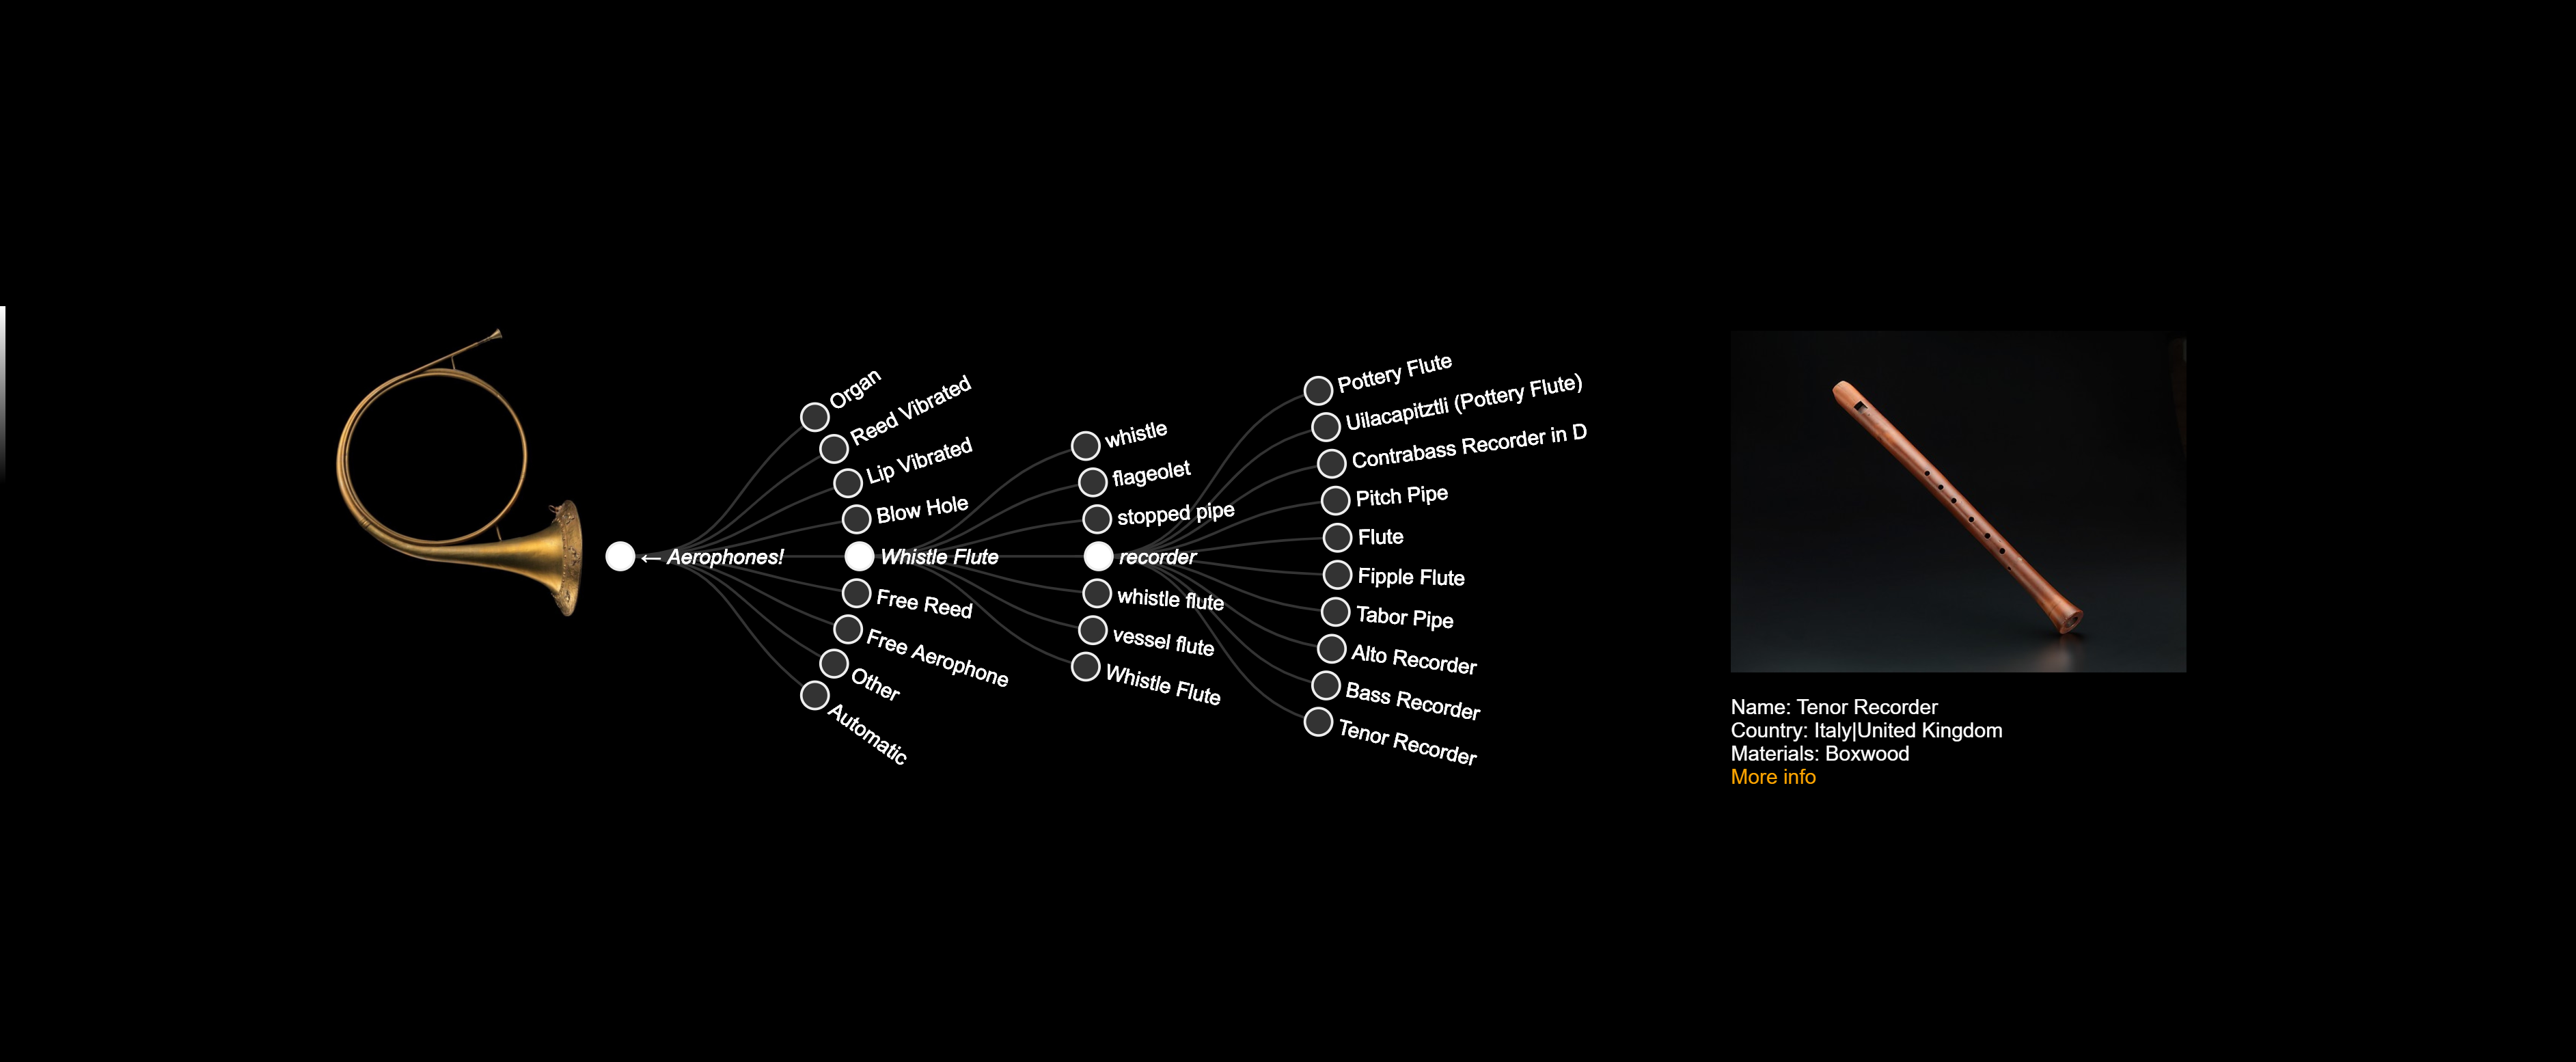 ← Aerophones!
Organ
Reed Vibrated
Lip Vibrated
Blow Hole
Whistle Flute
Free Reed
Free Aerophone
Other
Automatic
whistle
flageolet
stopped pipe
recorder
whistle flute
vessel flute
Whistle Flute
Pottery Flute
Uilacapitztli (Pottery Flute)
Contrabass Recorder in D
Pitch Pipe
Flute
Fipple Flute
Tabor Pipe
Alto Recorder
Bass Recorder
Tenor Recorder
Name: Tenor Recorder
Country: Italy|United Kingdom
Materials: Boxwood
More info